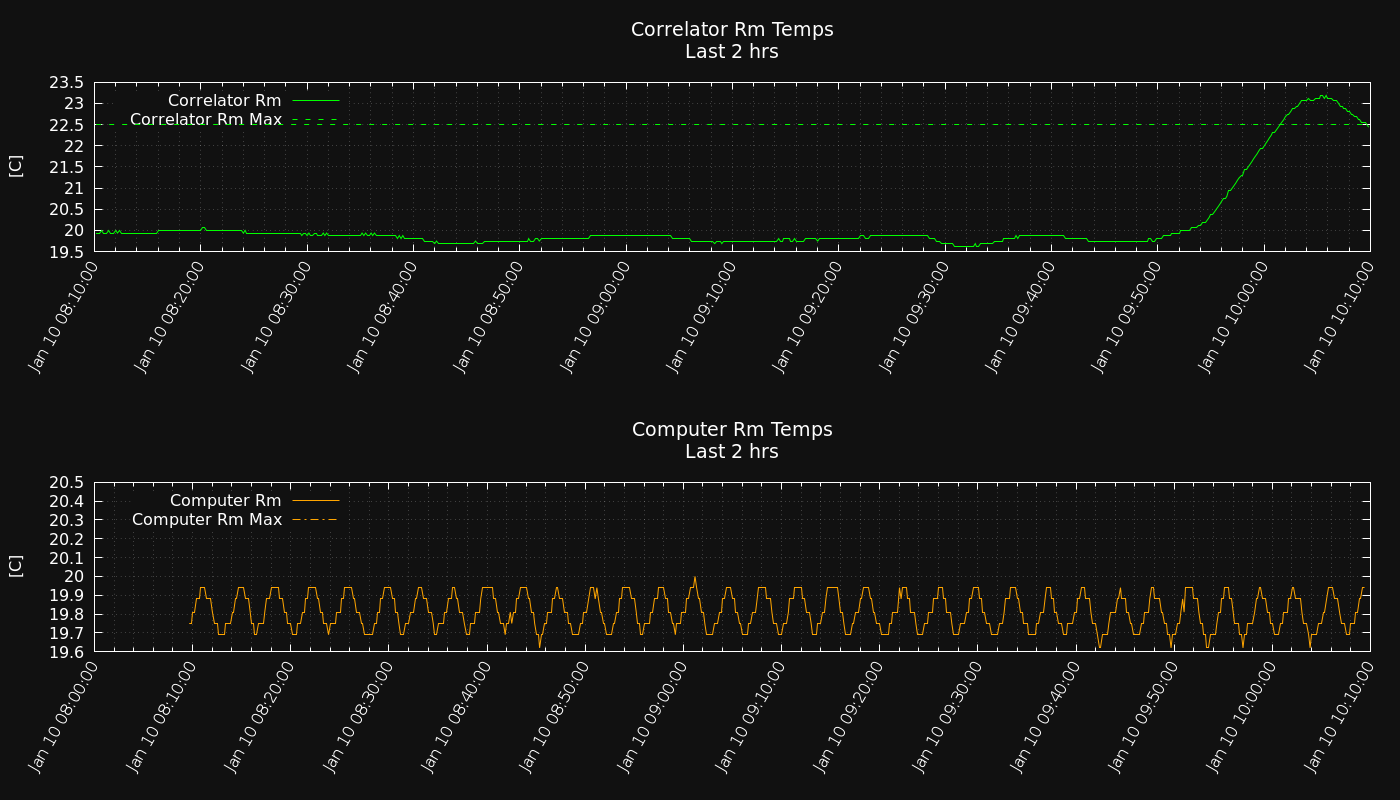 Correlator Rm Temps
Last 2 hrs
23.5
23
22.5
22
21.5
21
20.5
20
19.5
[C]
Correlator Rm
Correlator Rm Max
Jan 10 08:10:00
Jan 10 08:20:00
Jan 10 08:30:00
Jan 10 08:40:00
Jan 10 08:50:00
Jan 10 09:00:00
Jan 10 09:10:00
Jan 10 09:20:00
Jan 10 09:30:00
Jan 10 09:40:00
Jan 10 09:50:00
Jan 10 10:00:00
Jan 10 10:10:00
Computer Rm Temps
Last 2 hrs
20.5
20.4
20.3
20.2
20.1
20
19.9
19.8
19.7
19.6
[C]
Computer Rm
Computer Rm Max
Jan 10 08:00:00
Jan 10 08:10:00
Jan 10 08:20:00
Jan 10 08:30:00
Jan 10 08:40:00
Jan 10 08:50:00
Jan 10 09:00:00
Jan 10 09:10:00
Jan 10 09:20:00
Jan 10 09:30:00
Jan 10 09:40:00
Jan 10 09:50:00
Jan 10 10:00:00
Jan 10 10:10:00